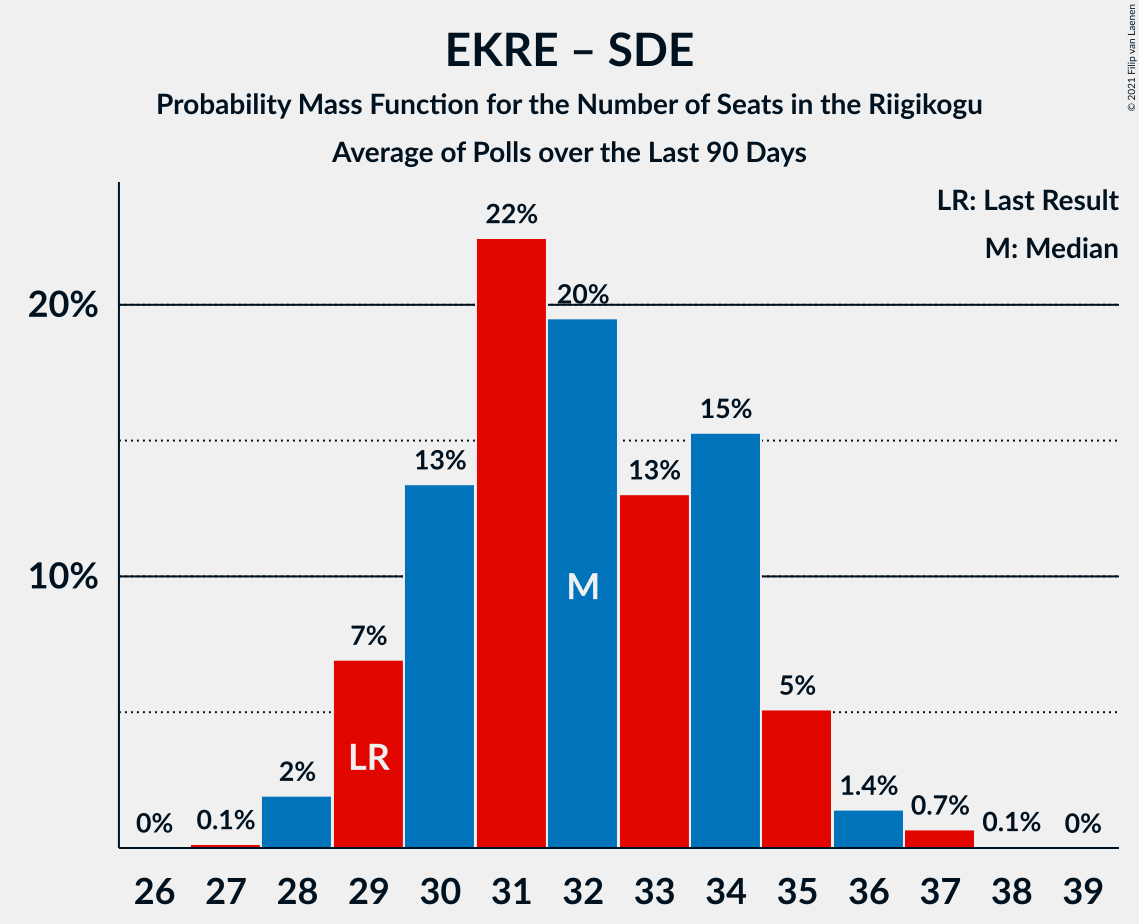 EKRE – SDE
Probability Mass Function for the Number of Seats in the Riigikogu
Average of Polls over the Last 90 Days
© 2021 Filip van Laenen
LR: Last Result
M: Median
20%
10%
0%
0.1%
2%
7%
13%
22%
20%
13%
15%
5%
1.4%
0.7%
0.1%
0%
LR
M
26 27 28 29 30 31 32 33 34 35 36 37 38 39